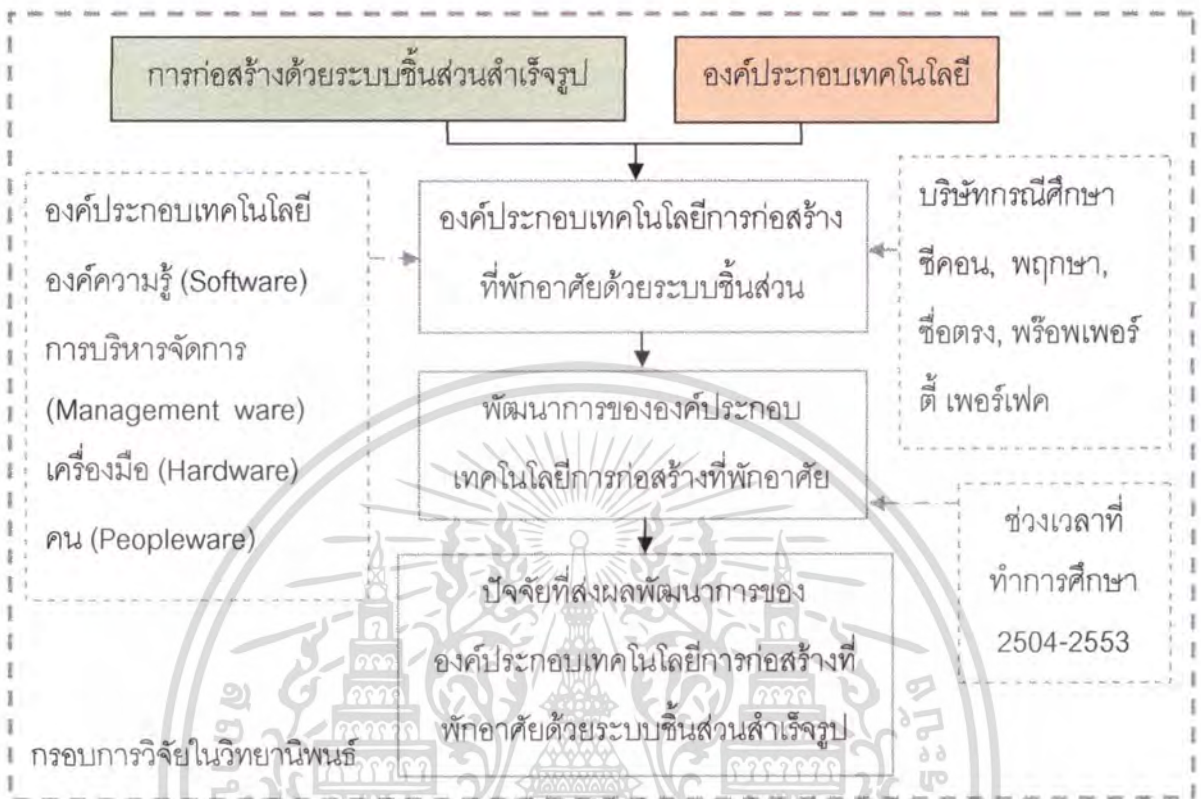 การก่อสร้างด้วยระบบชิ้นส่วนสำเร็จรูป
องค์ประกอบเทคโนโลยี
องค์ประกอบเทคโนโลยี
องค์ความรู้ (Software)
การบริหารจัดการ
(Management ware)
เครื่องมือ (Hardware)
คน (Peopleware)
องค์ประกอบเทคโนโลยีการก่อสร้าง
ที่พักอาศัยด้วยระบบชิ้นส่วน
บริษัทกรณีศึกษา
ซีคอน, พฤกษา,
ซื่อตรง, พร๊อพเพอร์
ตี้ เพอร์เฟค
พัฒนาการขององค์ประกอบ
เทคโนโลยีการก่อสร้างที่พักอาศัย
ช่วงเวลาที่
ทำการศึกษา
2504-2553
ปัจจัยที่ส่งผลพัฒนาการของ
องค์ประกอบเทคโนโลยีการก่อสร้างที่
พักอาศัยด้วยระบบชิ้นส่วนสำเร็จรูป
กรอบการวิจัยในวิทยานิพนธ์